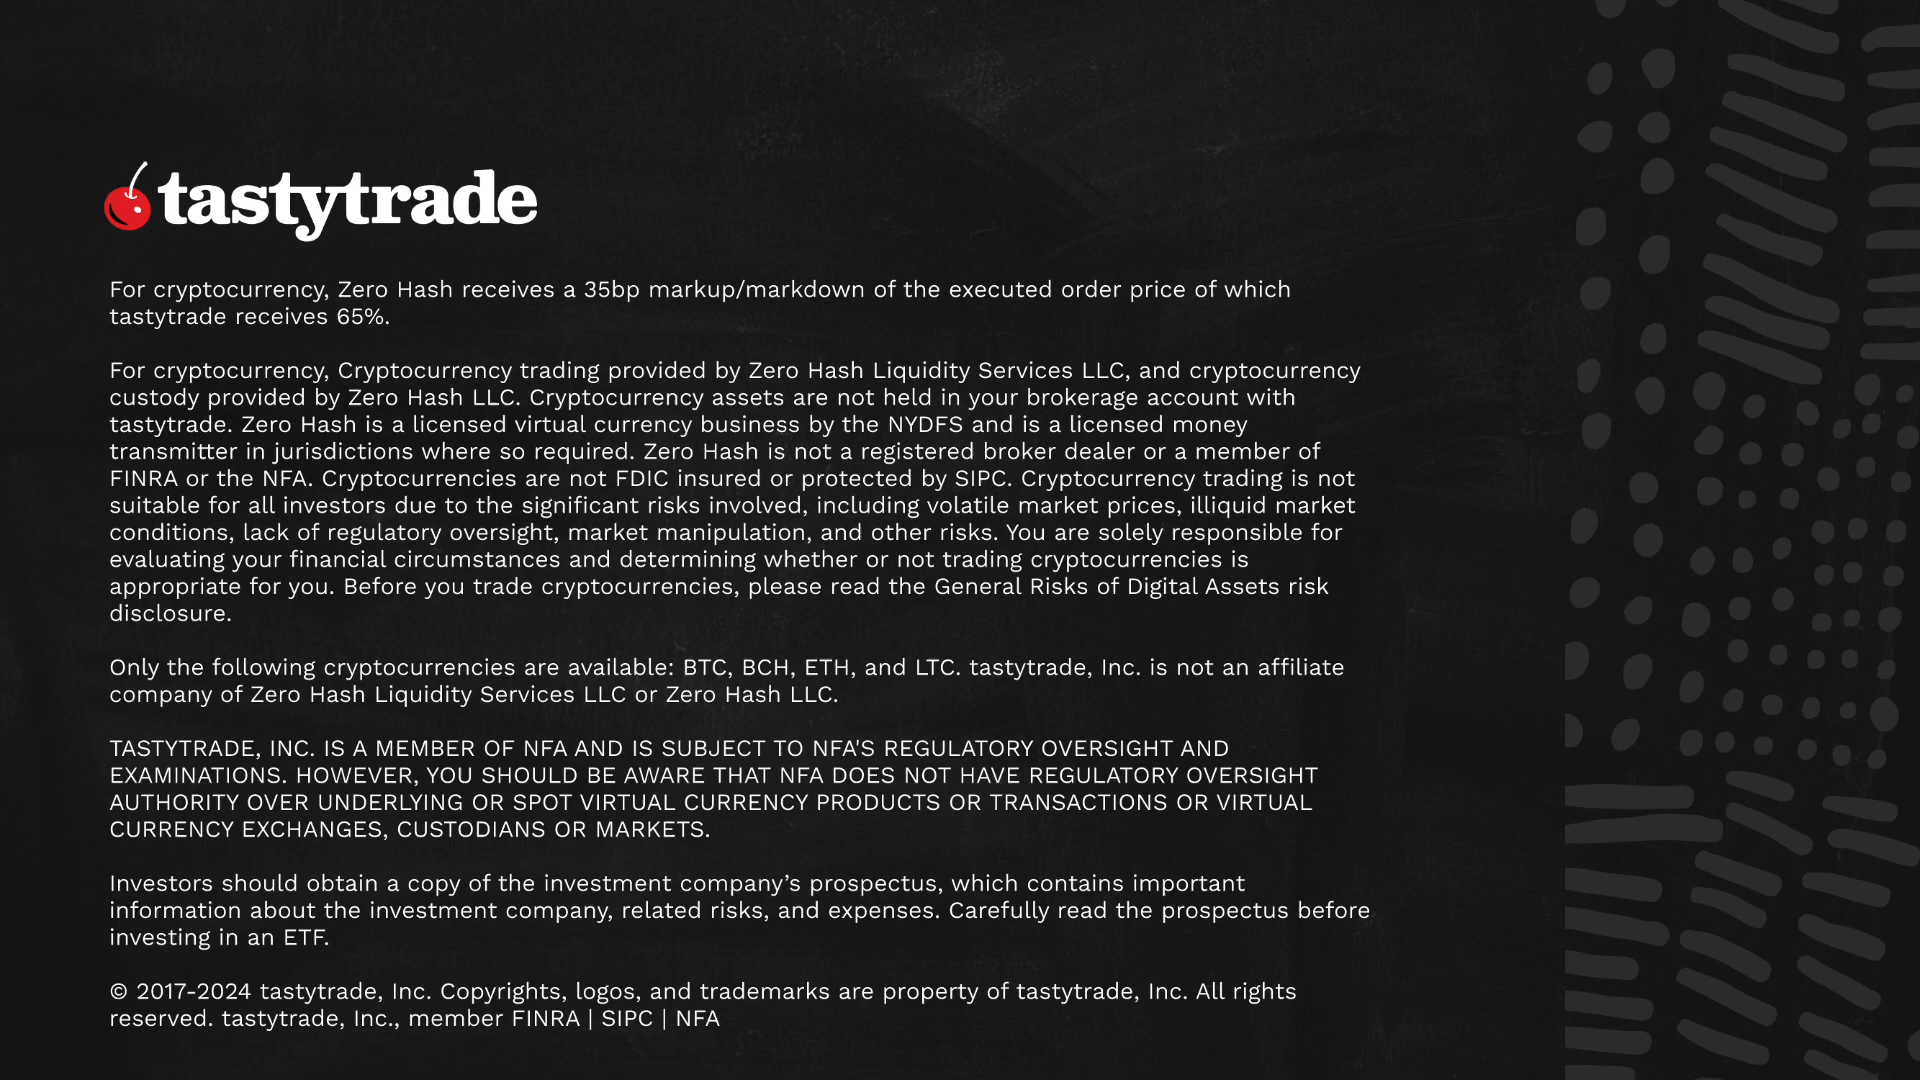 tastytrade
For cryptocurrency, Zero Hash receives a 35bp markup/markdown of the executed order price of which
tastytrade receives 65%.
For cryptocurrency, Cryptocurrency trading provided by Zero Hash Liquidity Services LLC, and cryptocurrency
custody provided by Zero Hash LLC. Cryptocurrency assets are not held in your brokerage account with
tastytrade. Zero Hash is a licensed virtual currency business by the NYDFS and is a licensed money
transmitter in jurisdictions where so required. Zero Hash is not a registered broker dealer or a member of
FINRA or the NFA. Cryptocurrencies are not FDIC insured or protected by SIPC. Cryptocurrency trading is not
suitable for all investors due to the significant risks involved, including volatile market prices, illiquid market
conditions, lack of regulatory oversight, market manipulation, and other risks. You are solely responsible for
evaluating your financial circumstances and determining whether or not trading cryptocurrencies is
appropriate for you. Before you trade cryptocurrencies, please read the General Risks of Digital Assets risk
disclosure.
Only the following cryptocurrencies are available: BTC, BCH, ETH, and LTC. tastytrade, Inc. is not an affiliate
company of Zero Hash Liquidity Services LLC or Zero Hash LLC.
TASTYTRADE, INC. IS A MEMBER OF NFA AND IS SUBJECT TO NFA'S REGULATORY OVERSIGHT AND
EXAMINATIONS. HOWEVER, YOU SHOULD BE AWARE THAT NFA DOES NOT HAVE REGULATORY OVERSIGHT
AUTHORITY OVER UNDERLYING OR SPOT VIRTUAL CURRENCY PRODUCTS OR TRANSACTIONS OR VIRTUAL
CURRENCY EXCHANGES, CUSTODIANS OR MARKETS.
Investors should obtain a copy of the investment company’s prospectus, which contains important
information about the investment company, related risks, and expenses. Carefully read the prospectus before
investing in an ETF.
© 2017-2024 tastytrade, Inc. Copyrights, logos, and trademarks are property of tastytrade, Inc. All rights
reserved. tastytrade, Inc., member FINRA | SIPC | NFA